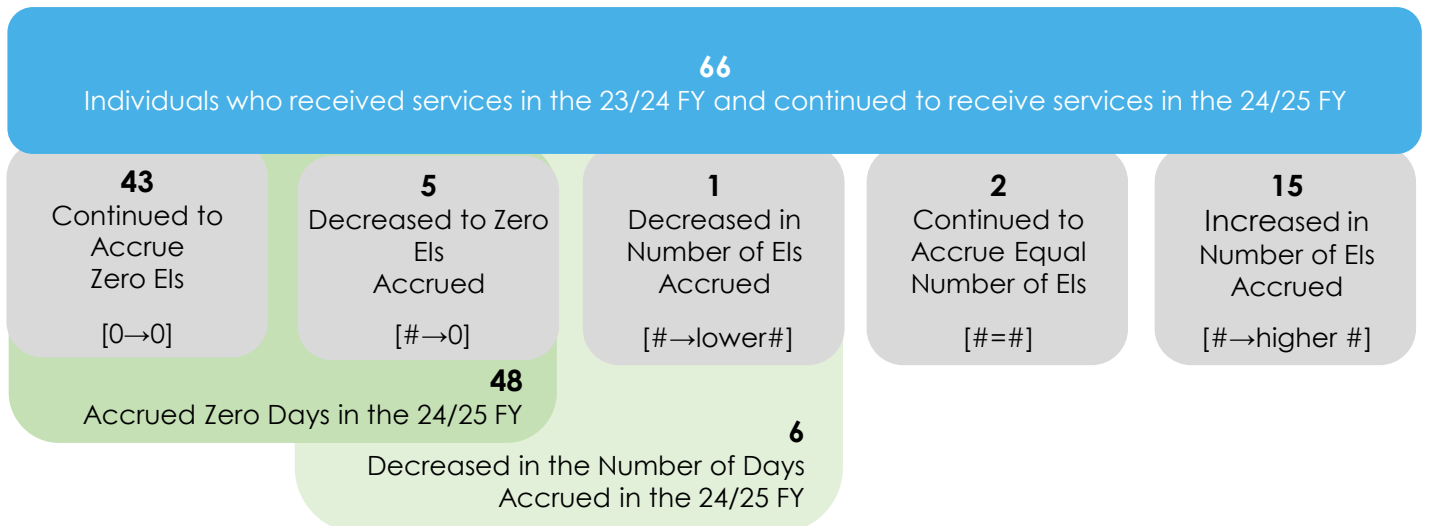 66
Individuals who received services in the 23/24 FY and continued to receive services in the 24/25 FY
43
Continued to
Accrue
Zero EIs
[0→0]
5
Decreased to Zero
EIs
Accrued
[#→0]
1
Decreased in
Number of EIs
Accrued
[#→lower#]
2
Continued to
Accrue Equal
Number of EIs
[#=#]
15
Increased in
Number of EIs
Accrued
[#→higher #]
48
Accrued Zero Days in the 24/25 FY
6
Decreased in the Number of Days
Accrued in the 24/25 FY